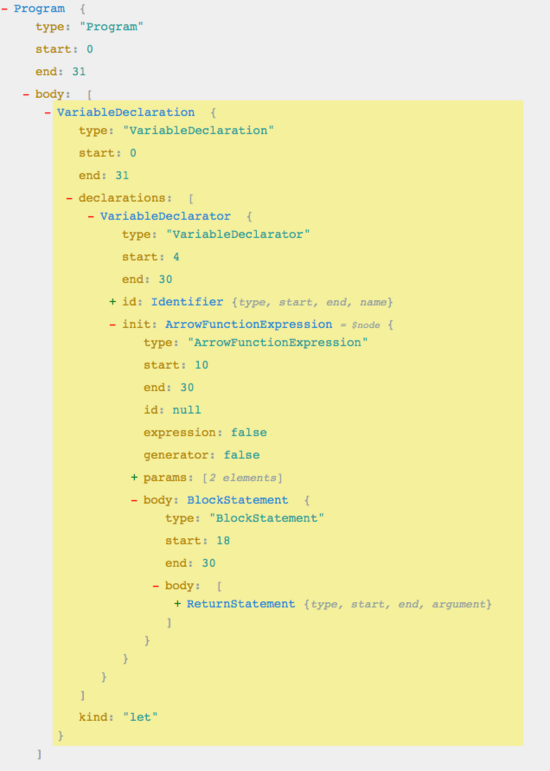 - Program {
type: "Program"
start: 0
end: 31
- body: [
- VariableDeclaration {
type: "VariableDeclaration"
start: 0
end: 31
- declarations: [
- VariableDeclarator {
type: "VariableDeclarator"
start: 4
end: 30
+ id: Identifier {type, start, end, name}
- init: ArrowFunctionExpression = $node {
type: "ArrowFunctionExpression"
start: 10
end: 30
id: null
expression: false
generator: false
+ params: [2 elements]
- body: BlockStatement {
type: "BlockStatement"
start: 18
end: 30
- body: [
+ ReturnStatement {type, start, end, argument}
]
}
}
}
]
kind: "let"
}
]